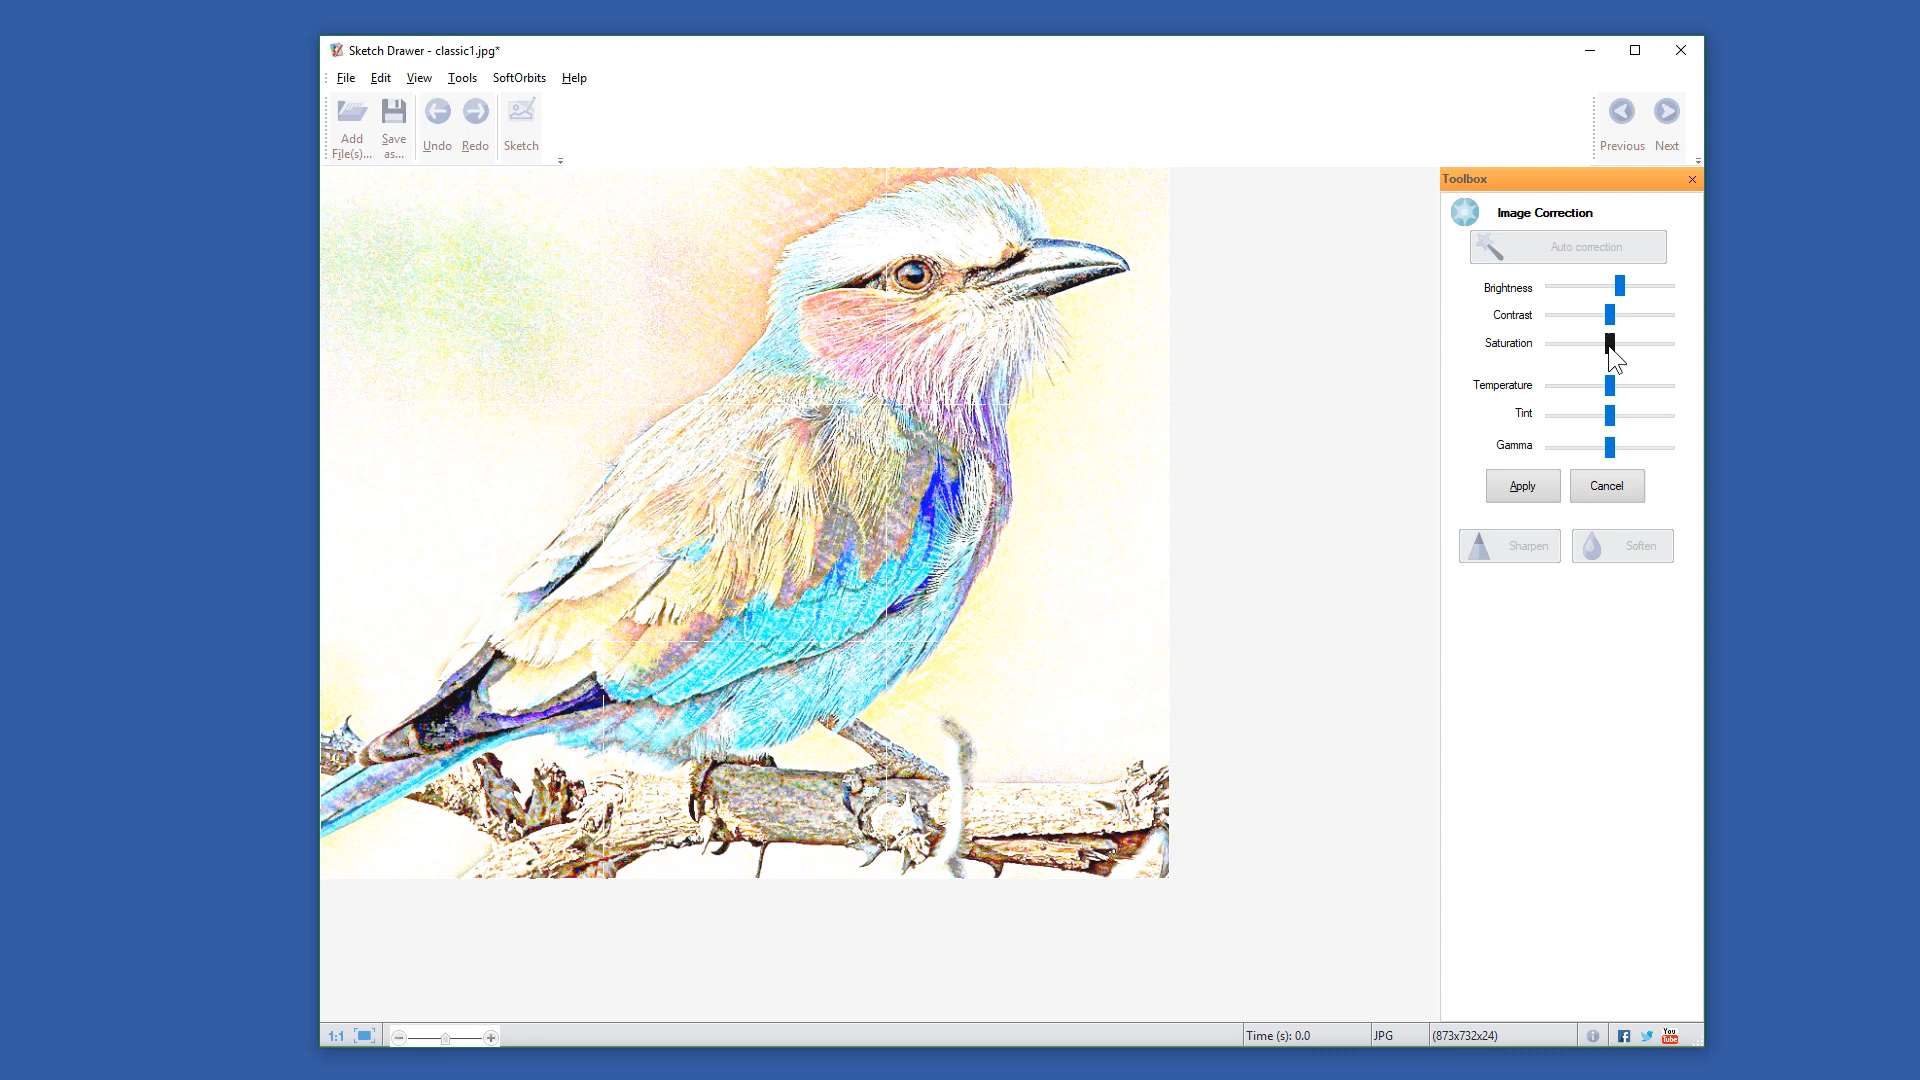 Sketch Drawer - classic1.jpg*
File Edit View Tools SoftOrbits Help
Add File(s)...
Save as...
Undo
Redo
Sketch
Previous
Next
Toolbox
Image Correction
Auto correction
Brightness
Contrast
Saturation
Temperature
Tint
Gamma
Apply Cancel
Sharpen Soften
1:1
Time (s): 0.0
JPG
(873x732x24)
You
Tube